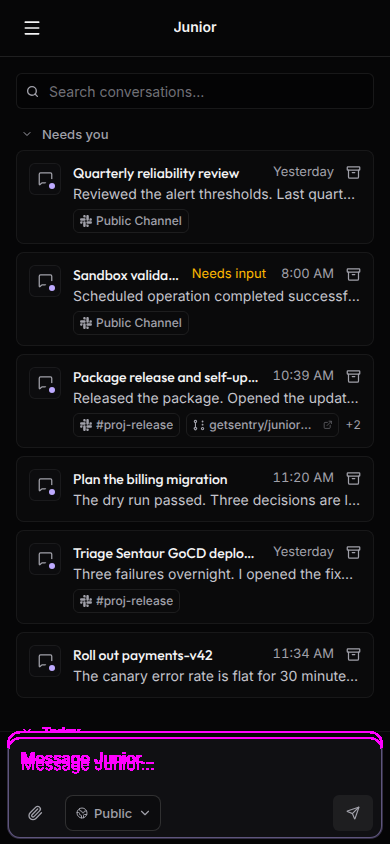 Junior
Search conversations...
Needs you
Quarterly reliability review Yesterday
Reviewed the alert thresholds. Last quart...
Public Channel
Sandbox valida... Needs input 8:00 AM
Scheduled operation completed successf...
Public Channel
Package release and self-up... 10:39 AM
Released the package. Opened the updat...
#proj-release getsentry/junior... +2
Plan the billing migration 11:20 AM
The dry run passed. Three decisions are l...
Triage Sentaur GoCD deplo... Yesterday
Three failures overnight. I opened the fix...
#proj-release
Roll out payments-v42 11:34 AM
The canary error rate is flat for 30 minute...
Today
Message Junior...
Public